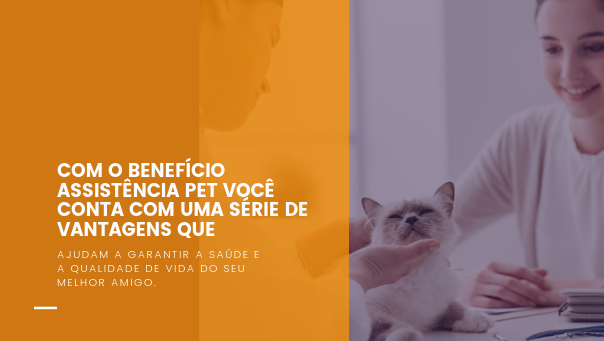 COM O BENEFÍCIO
ASSISTÊNCIA PET VOCÊ
CONTA COM UMA SÉRIE DE
VANTAGENS QUE
AJUDAM A GARANTIR A SAÚDE E
A QUALIDADE DE VIDA DO SEU
MELHOR AMIGO.